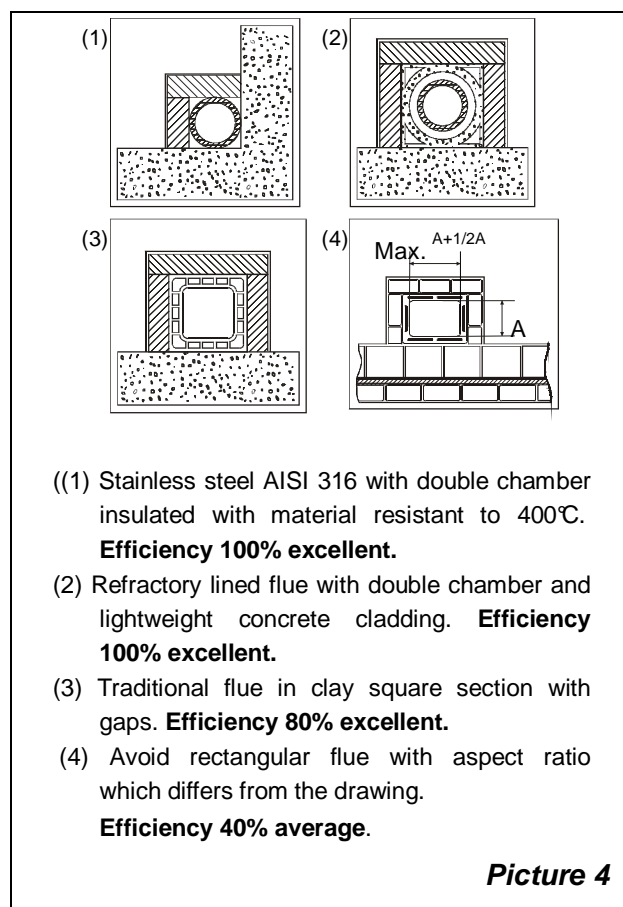 (1)
(2)
(3)
(4)
Max.
A+1/2A
A
((1) Stainless steel AISI 316 with double chamber
insulated with material resistant to 400℃.
Efficiency 100% excellent.
(2) Refractory lined flue with double chamber and
lightweight concrete cladding. Efficiency
100% excellent.
(3) Traditional flue in clay square section with
gaps. Efficiency 80% excellent.
(4) Avoid rectangular flue with aspect ratio
which differs from the drawing.
Efficiency 40% average.
Picture 4